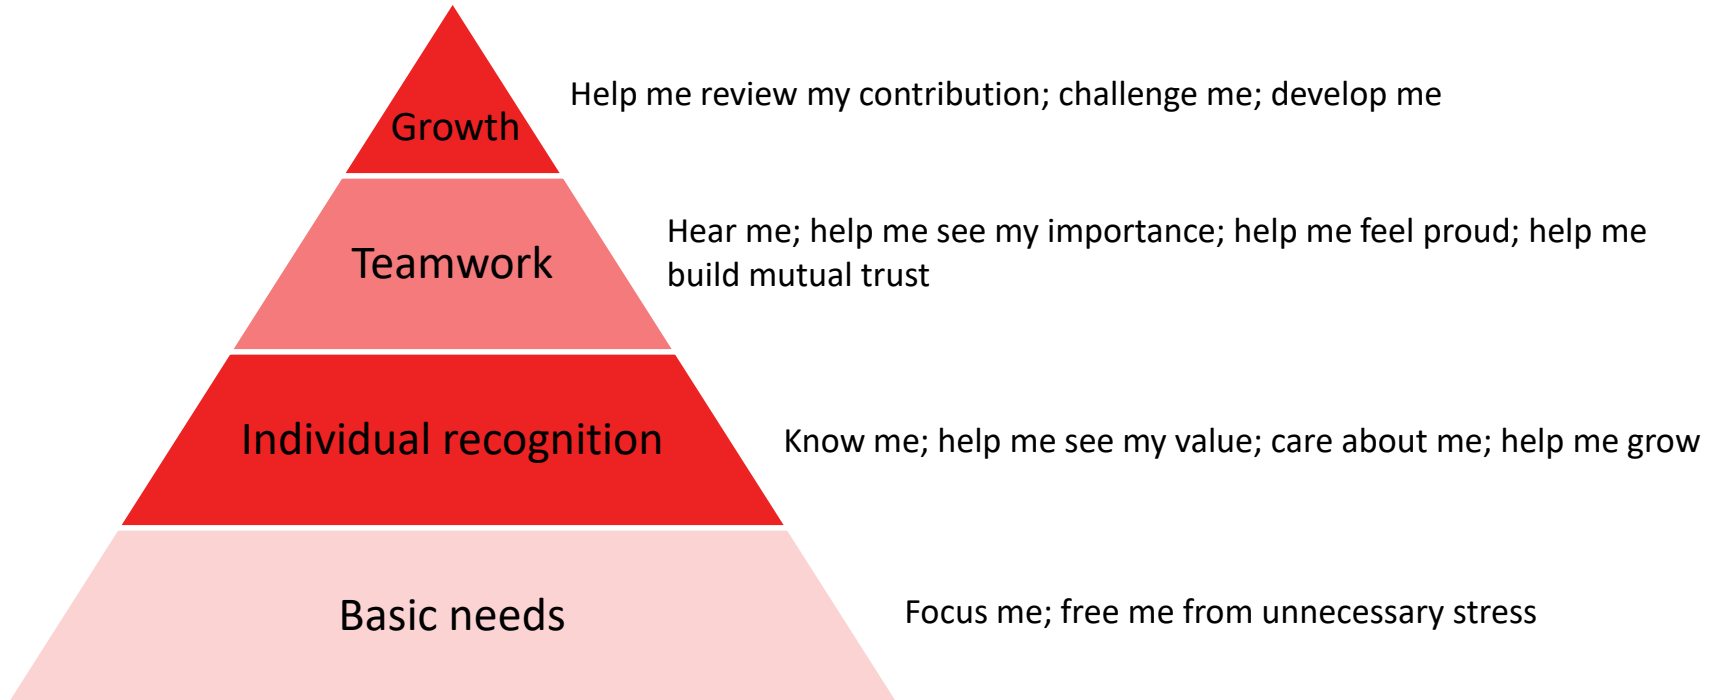 Growth
Help me review my contribution; challenge me; develop me
Teamwork
Hear me; help me see my importance; help me feel proud; help me
build mutual trust
Individual recognition
Know me; help me see my value; care about me; help me grow
Basic needs
Focus me; free me from unnecessary stress